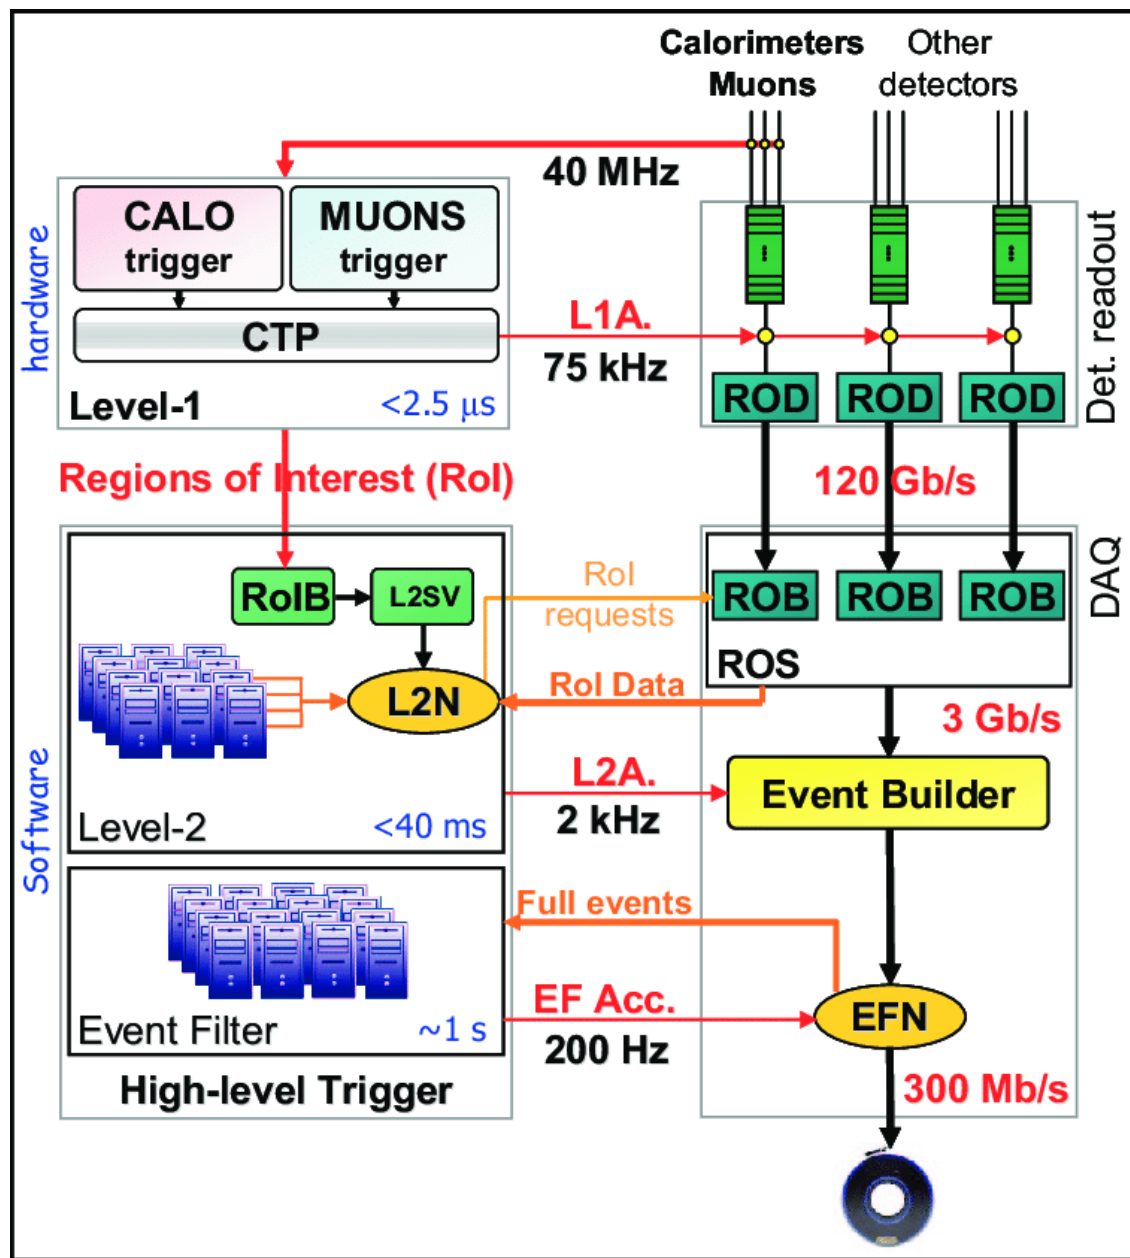 Calorimeters
Muons
Other
detectors
40 MHz
hardware
CALO
trigger
MUONS
trigger
CTP
Level-1
<2.5 μs
L1A.
75 kHz
Det. readout
ROD
ROD
ROD
Regions of Interest (RoI)
120 Gb/s
DAQ
RoIB
L2SV
RoI
requests
ROB
ROB
ROB
ROS
L2N
RoI Data
3 Gb/s
Software
Level-2
<40 ms
L2A.
2 kHz
Event Builder
Full events
Event Filter
~1 s
EF Acc.
200 Hz
EFN
High-level Trigger
300 Mb/s